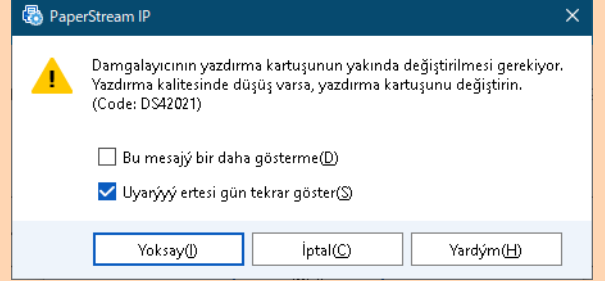 PaperStream IP
Damgalayıcının yazdırma kartuşunun yakında değiştirilmesi gerekiyor.
Yazdırma kalitesinde düşüş varsa, yazdırma kartuşunu değiştirin.
(Code: DS42021)
Bu mesajý bir daha gösterme(D)
Uyarýyý ertesi gün tekrar göster(S)
Yoksay(I) İptal(C) Yardým(H)